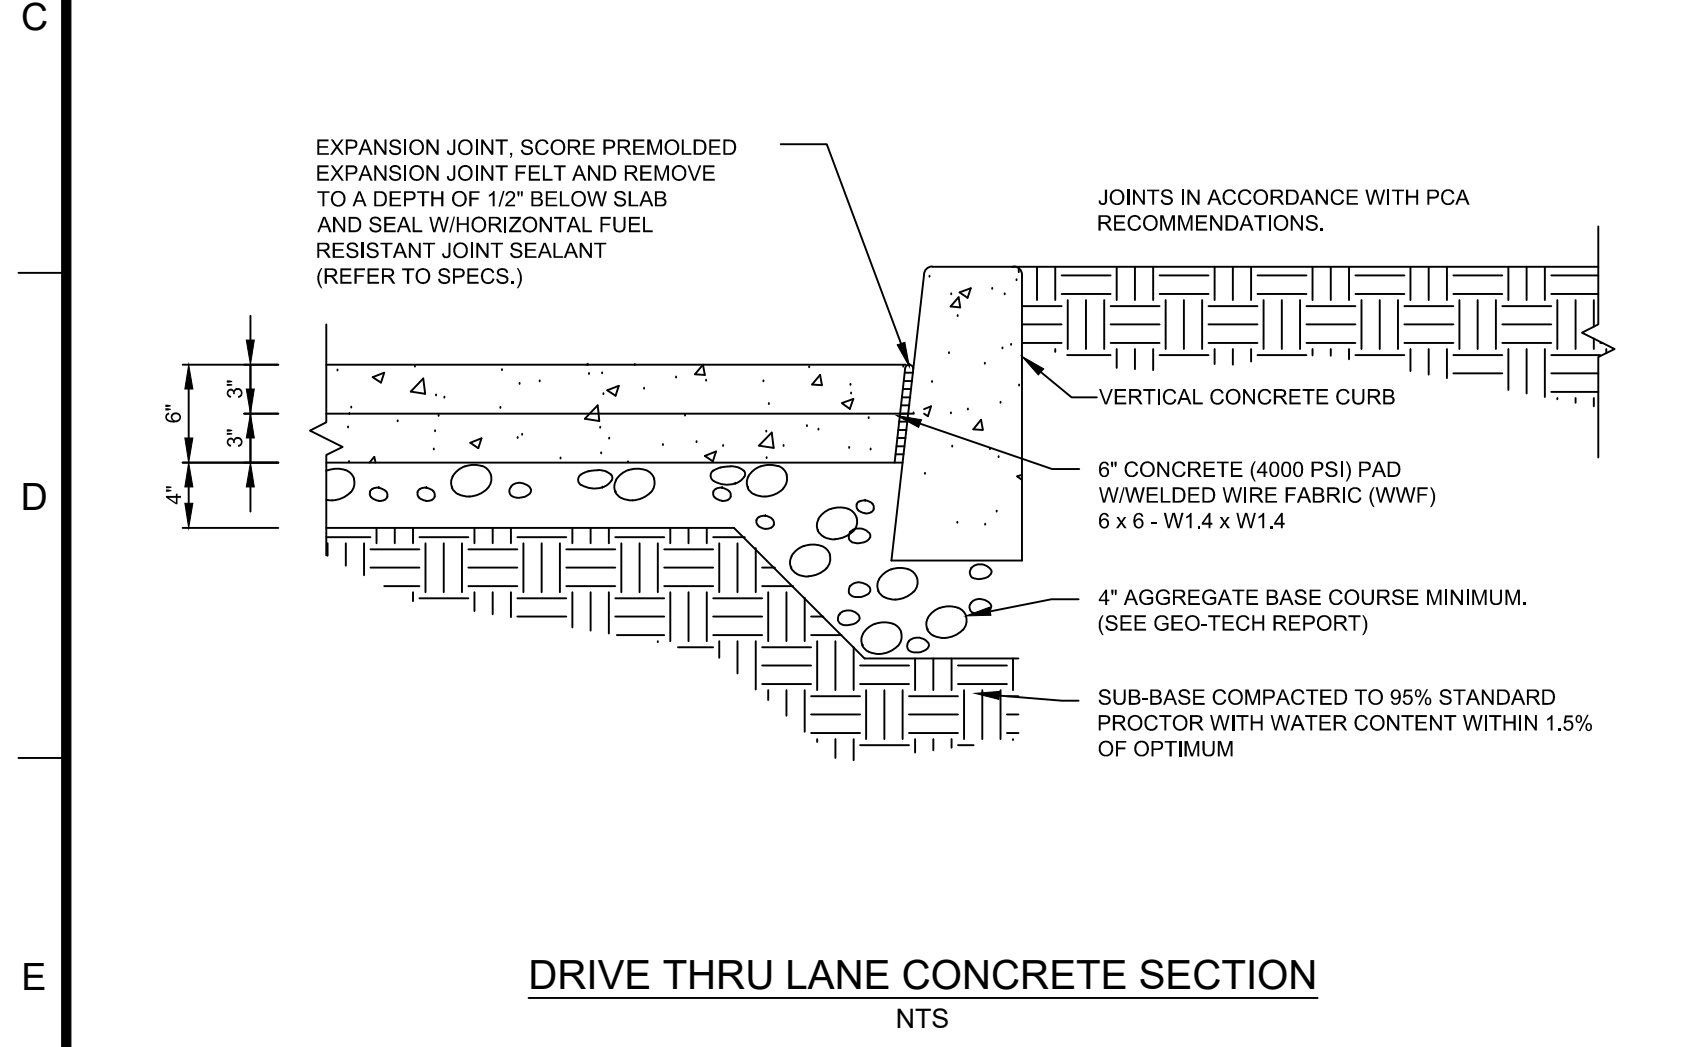 C
EXPANSION JOINT, SCORE PREMOLDED
EXPANSION JOINT FELT AND REMOVE
TO A DEPTH OF 1/2" BELOW SLAB
AND SEAL W/HORIZONTAL FUEL
RESISTANT JOINT SEALANT
(REFER TO SPECS.)
JOINTS IN ACCORDANCE WITH PCA
RECOMMENDATIONS.
6"
3"
3"
4"
VERTICAL CONCRETE CURB
D
6" CONCRETE (4000 PSI) PAD
W/WELDED WIRE FABRIC (WWF)
6 x 6 - W1.4 x W1.4
4" AGGREGATE BASE COURSE MINIMUM.
(SEE GEO-TECH REPORT)
SUB-BASE COMPACTED TO 95% STANDARD
PROCTOR WITH WATER CONTENT WITHIN 1.5%
OF OPTIMUM
E
DRIVE THRU LANE CONCRETE SECTION
NTS